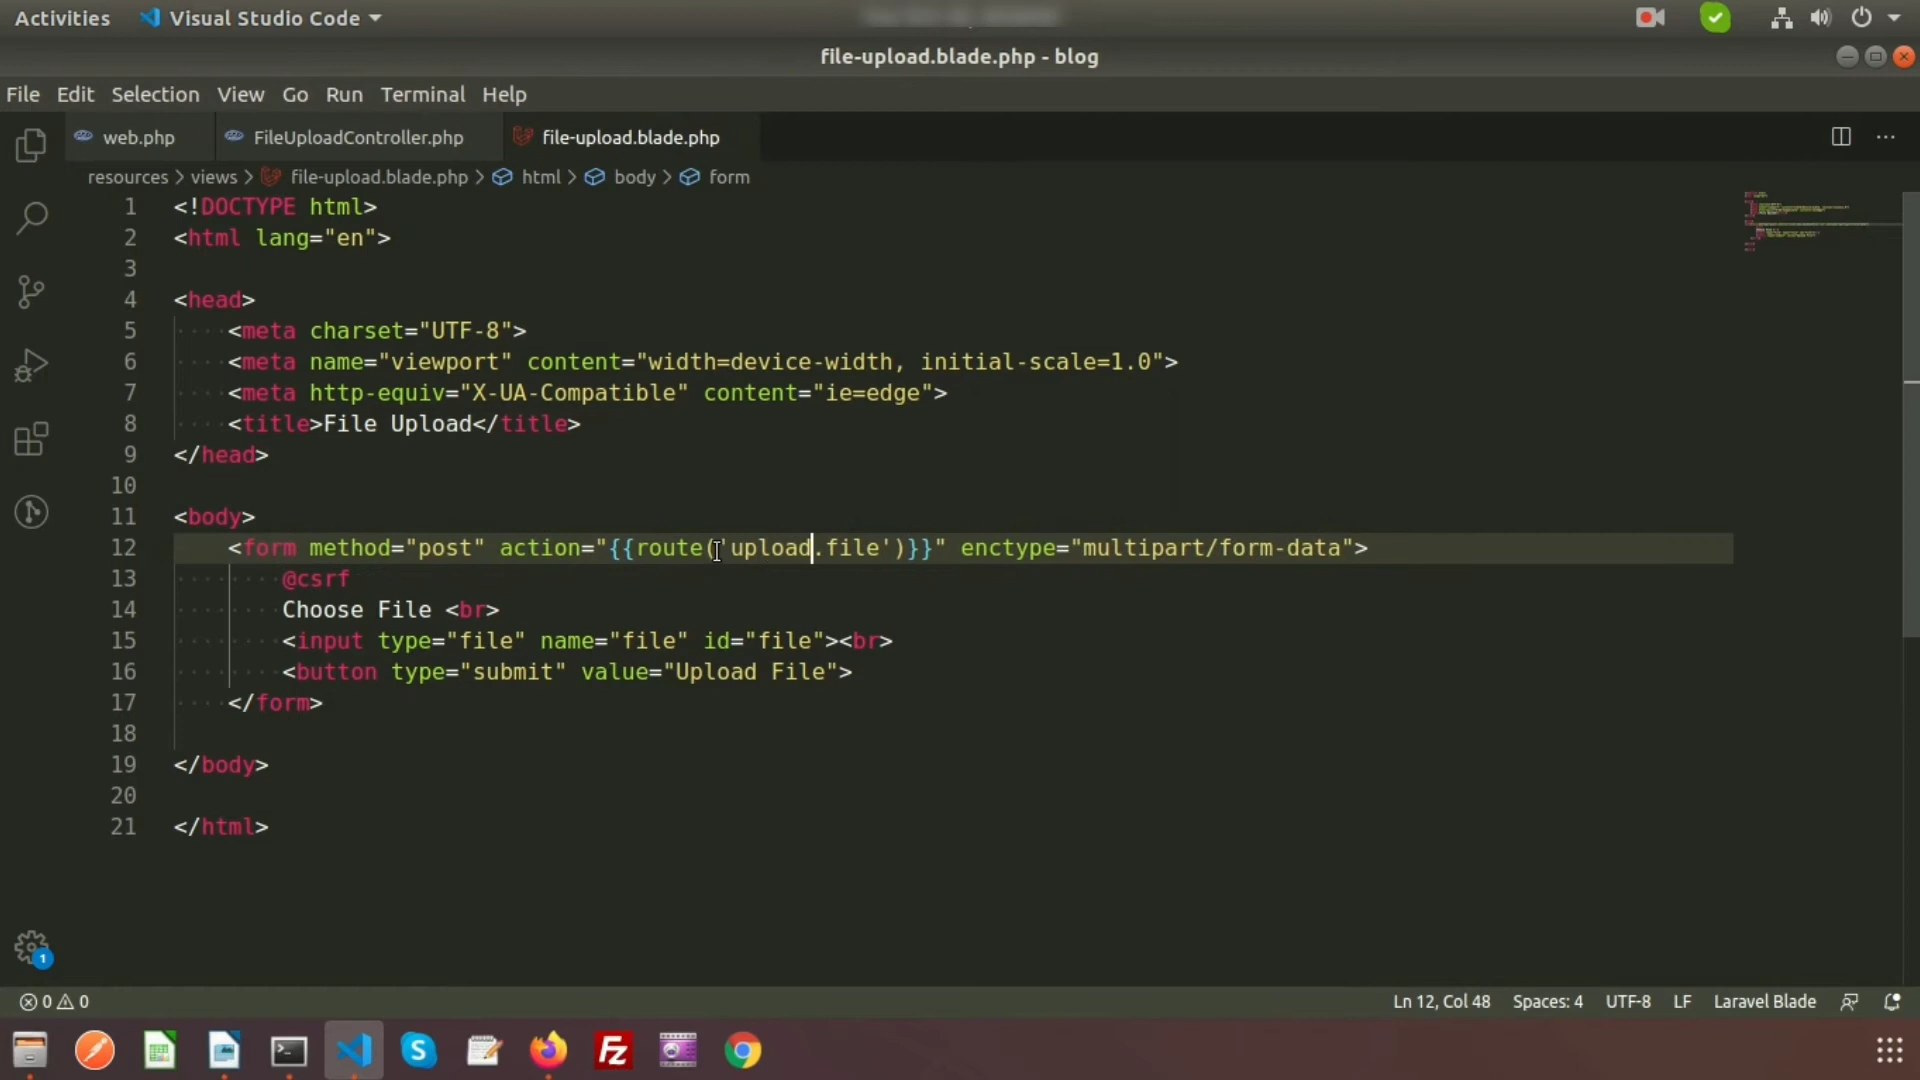 Activities Visual Studio Code
file-upload.blade.php - blog
File Edit Selection View Go Run Terminal Help
web.php FileUploadController.php file-upload.blade.php
resources > views > file-upload.blade.php > html > body > form
1 <!DOCTYPE html>
2 <html lang="en">
3
4 <head>
5 <meta charset="UTF-8">
6 <meta name="viewport" content="width=device-width, initial-scale=1.0">
7 <meta http-equiv="X-UA-Compatible" content="ie=edge">
8 <title>File Upload</title>
9 </head>
10
11 <body>
12 <form method="post" action="{{route('upload.file')}}" enctype="multipart/form-data">
13 @csrf
14 Choose File <br>
15 <input type="file" name="file" id="file"><br>
16 <button type="submit" value="Upload File">
17 </form>
18
19 </body>
20
21 </html>
1
0 0 Ln 12, Col 48 Spaces: 4 UTF-8 LF Laravel Blade
S Fz